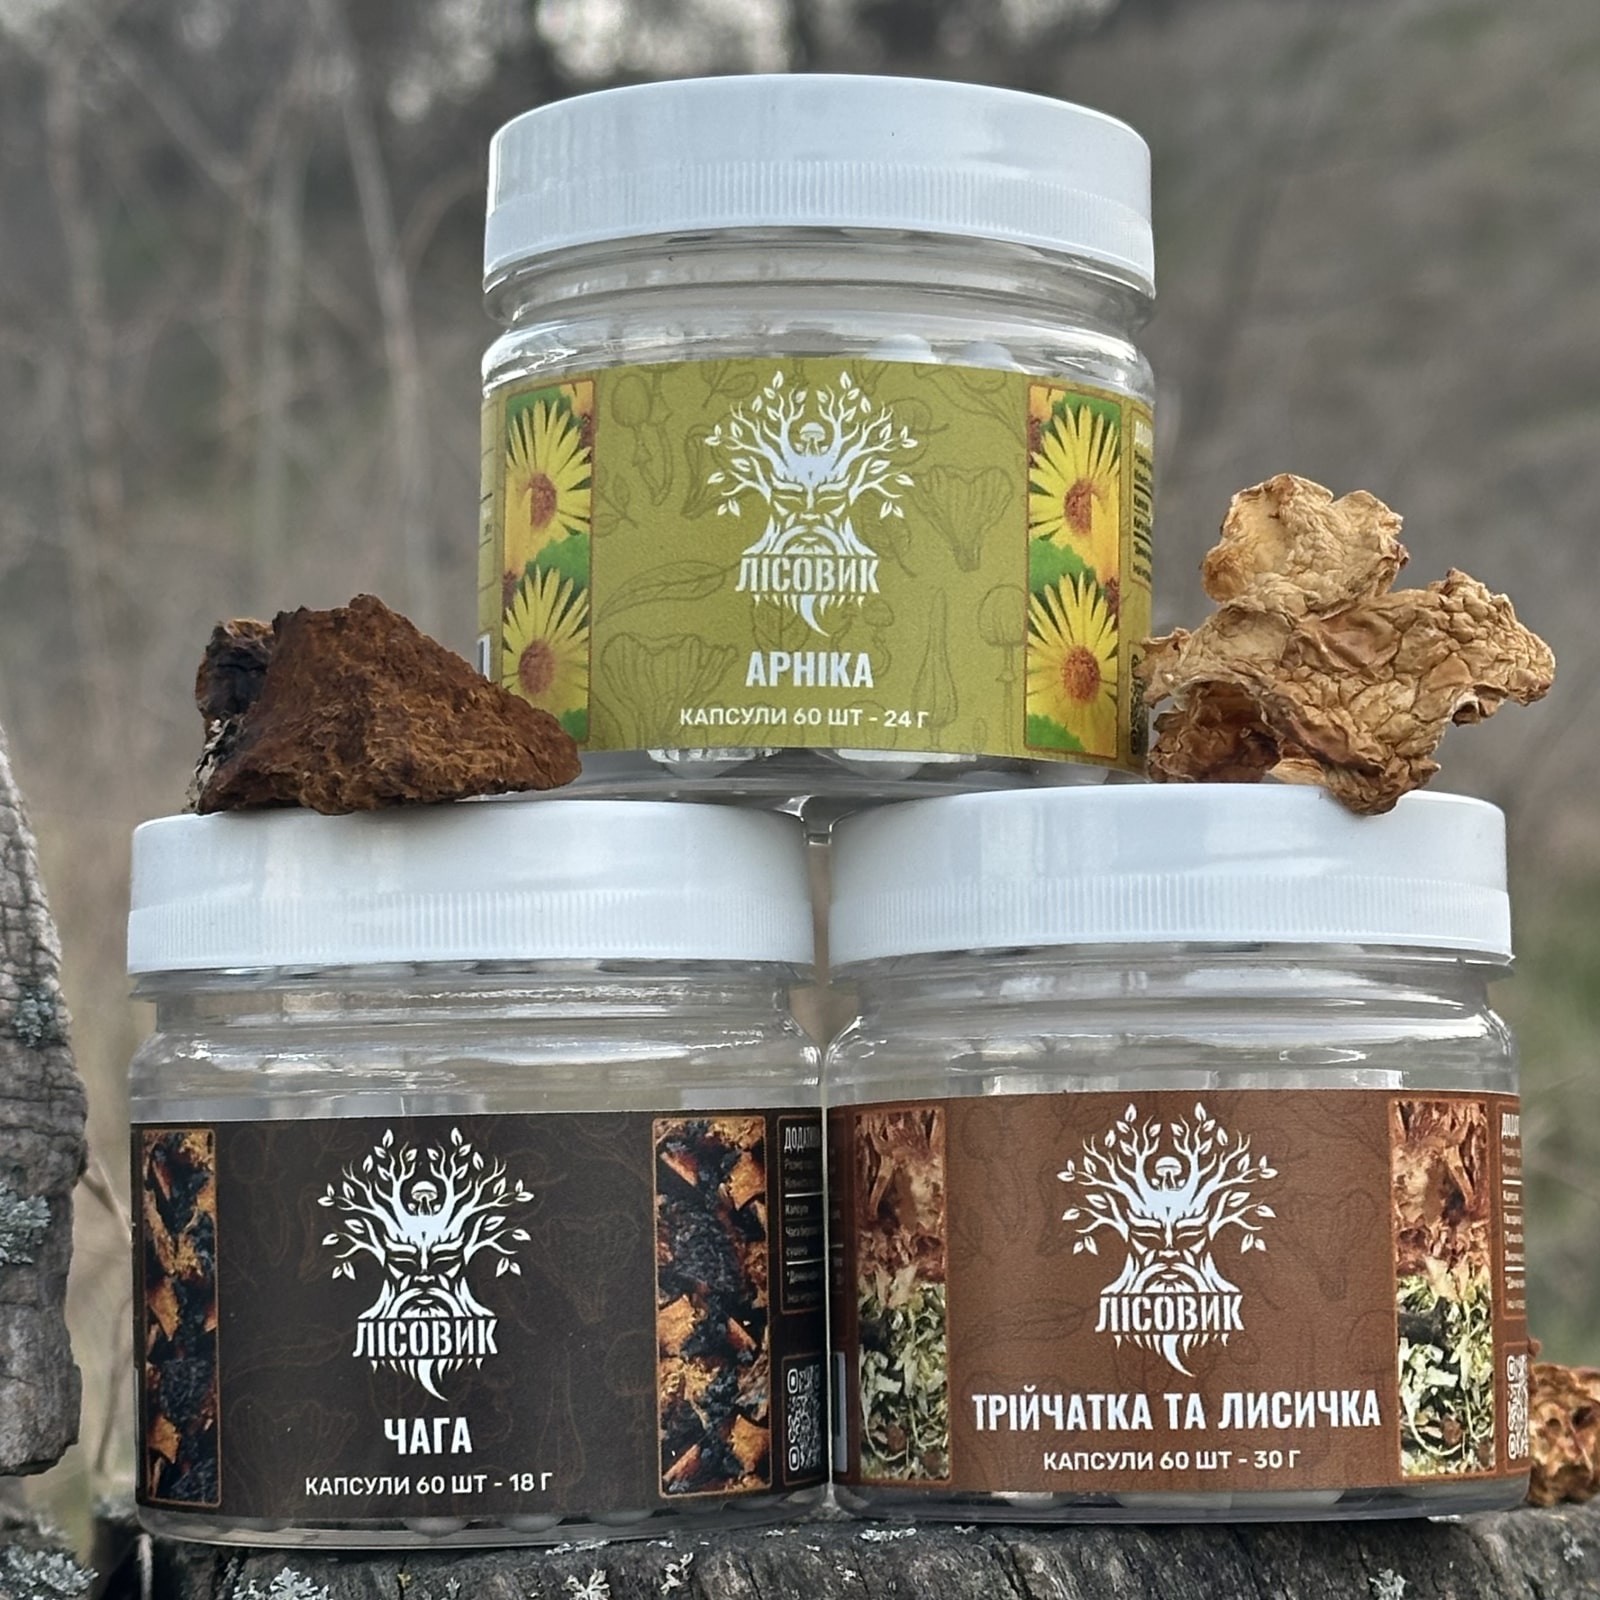 ЛІСОВИК
АРНІКА
КАПСУЛИ 60 ШТ - 24 Г
ЛІСОВИК
ЧАГА
КАПСУЛИ 60 ШТ - 18 Г
Капсули
ЛІСОВИК
ТРІЙЧАТКА ТА ЛИСИЧКА
КАПСУЛИ 60 ШТ - 30 Г